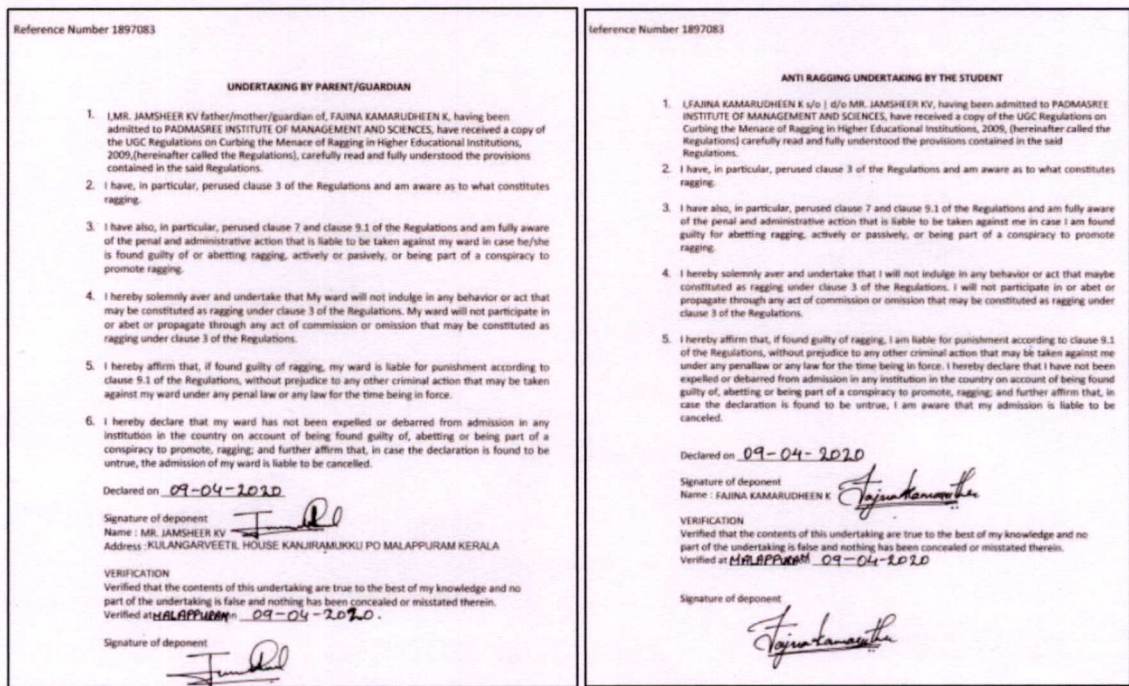 Reference Number 1897083
UNDERTAKING BY PARENT/GUARDIAN
1. I,MR. JAMSHEER KV father/mother/guardian of, FAJINA KAMARUDHEEN K, having been
admitted to PADMASREE INSTITUTE OF MANAGEMENT AND SCIENCES, have received a copy of
the UGC Regulations on Curbing the Menace of Ragging in Higher Educational Institutions,
2009,(hereinafter called the Regulations), carefully read and fully understood the provisions
contained in the said Regulations.
2. I have, in particular, perused clause 3 of the Regulations and am aware as to what constitutes
ragging.
3. I have also, in particular, perused clause 7 and clause 9.1 of the Regulations and am fully aware
of the penal and administrative action that is liable to be taken against my ward in case he/she
is found guilty of or abetting ragging, actively or pasively, or being part of a conspiracy to
promote ragging.
4. I hereby solemnly aver and undertake that My ward will not indulge in any behavior or act that
may be constituted as ragging under clause 3 of the Regulations. My ward will not participate in
or abet or propagate through any act of commission or omission that may be constituted as
ragging under clause 3 of the Regulations.
5. I hereby affirm that, if found guilty of ragging, my ward is liable for punishment according to
clause 9.1 of the Regulations, without prejudice to any other criminal action that may be taken
against my ward under any penal law or any law for the time being in force.
6. I hereby declare that my ward has not been expelled or debarred from admission in any
institution in the country on account of being found guilty of, abetting or being part of a
conspiracy to promote, ragging; and further affirm that, in case the declaration is found to be
untrue, the admission of my ward is liable to be cancelled.
Declared on 09-04-2020
Signature of deponent
Name : MR. JAMSHEER KV
Address : KULANGARVEETIL HOUSE KANJIRAMUKKU PO MALAPPURAM KERALA
VERIFICATION
Verified that the contents of this undertaking are true to the best of my knowledge and no
part of the undertaking is false and nothing has been concealed or misstated therein.
Verified at MALAPPURAM on 09-04-2020.
Signature of deponent
leference Number 1897083
ANTI RAGGING UNDERTAKING BY THE STUDENT
1. I,FAJINA KAMARUDHEEN K s/o | d/o MR. JAMSHEER KV, having been admitted to PADMASREE
INSTITUTE OF MANAGEMENT AND SCIENCES, have received a copy of the UGC Regulations on
Curbing the Menace of Ragging in Higher Educational Institutions, 2009, (hereinafter called the
Regulations) carefully read and fully understood the provisions contained in the said
Regulations.
2. I have, in particular, perused clause 3 of the Regulations and am aware as to what constitutes
ragging.
3. I have also, in particular, perused clause 7 and clause 9.1 of the Regulations and am fully aware
of the penal and administrative action that is liable to be taken against me in case I am found
guilty for abetting ragging, actively or passively, or being part of a conspiracy to promote
ragging.
4. I hereby solemnly aver and undertake that I will not indulge in any behavior or act that maybe
constituted as ragging under clause 3 of the Regulations. I will not participate in or abet or
propagate through any act of commission or omission that may be constituted as ragging under
clause 3 of the Regulations.
5. I hereby affirm that, if found guilty of ragging, I am liable for punishment according to clause 9.1
of the Regulations, without prejudice to any other criminal action that may be taken against me
under any penallaw or any law for the time being in force. I hereby declare that I have not been
expelled or debarred from admission in any institution in the country on account of being found
guilty of, abetting or being part of a conspiracy to promote, ragging; and further affirm that, in
case the declaration is found to be untrue, I am aware that my admission is liable to be
canceled.
Declared on 09-04-2020
Signature of deponent
Name : FAJINA KAMARUDHEEN K
VERIFICATION
Verified that the contents of this undertaking are true to the best of my knowledge and no
part of the undertaking is false and nothing has been concealed or misstated therein.
Verified at MALAPPURAM 09-04-2020
Signature of deponent